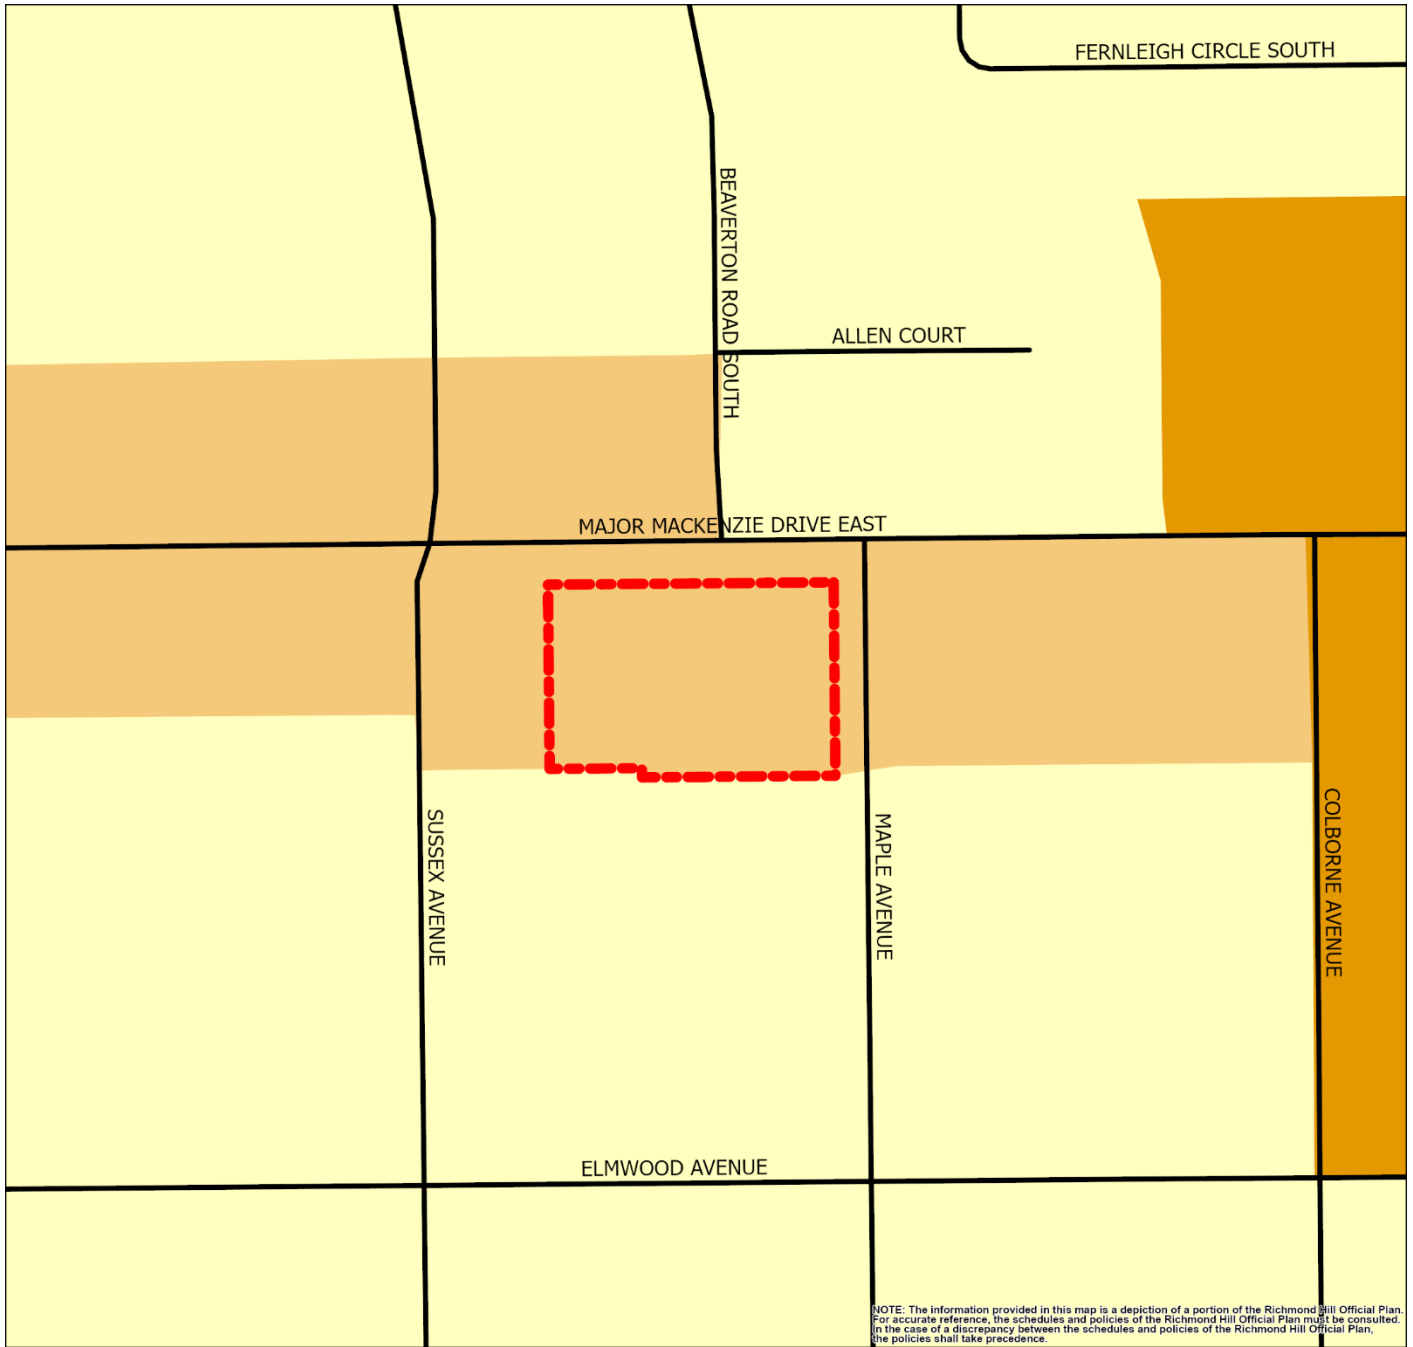 FERNLEIGH CIRCLE SOUTH
BEAVERTON ROAD SOUTH
ALLEN COURT
MAJOR MACKENZIE DRIVE EAST
SUSSEX AVENUE
MAPLE AVENUE
COLBORNE AVENUE
ELMWOOD AVENUE
NOTE: The information provided in this map is a depiction of a portion of the Richmond Hill Official Plan.
For accurate reference, the schedules and policies of the Richmond Hill Official Plan must be consulted.
In the case of a discrepancy between the schedules and policies of the Richmond Hill Official Plan,
the policies shall take precedence.